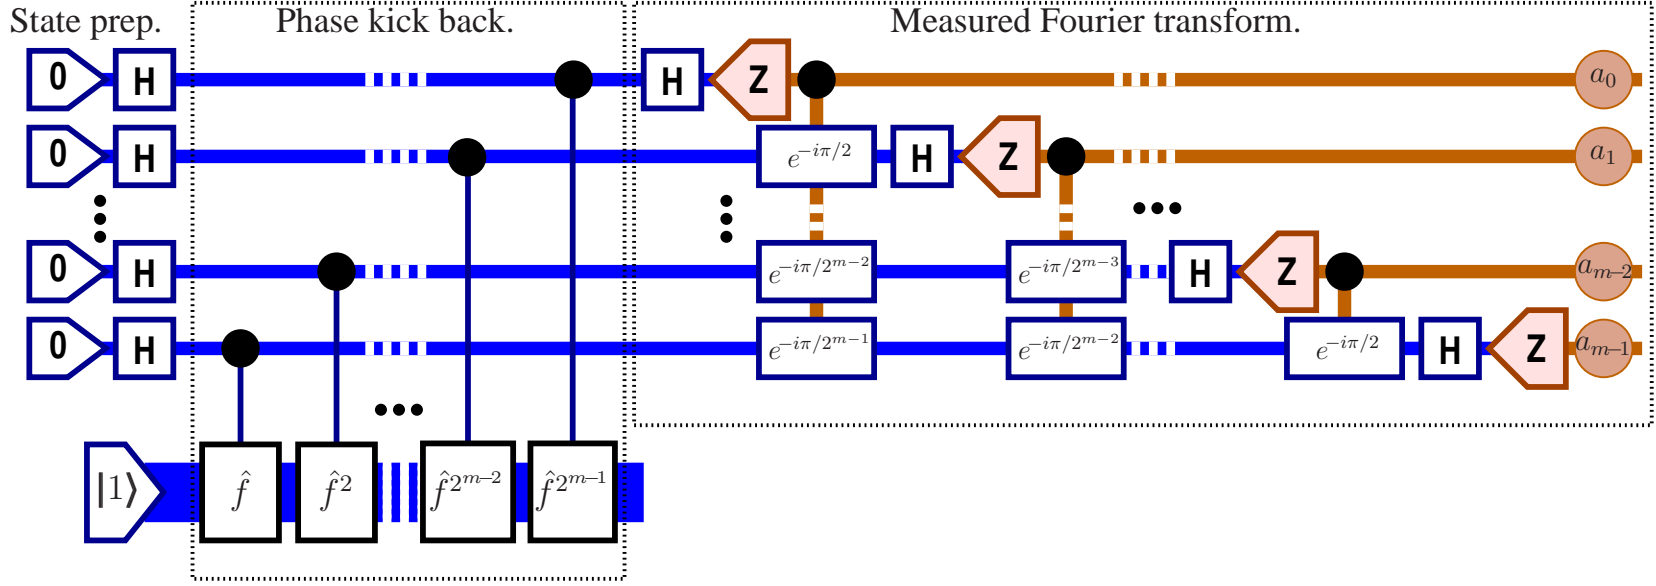 State prep. Phase kick back. Measured Fourier transform.
0 H H Z a₀
0 H e^{-iπ/2} H Z a₁
0 H e^{-iπ/2^{m-2}} e^{-iπ/2^{m-3}} H Z a_{m-2}
0 H e^{-iπ/2^{m-1}} e^{-iπ/2^{m-2}} e^{-iπ/2} H Z a_{m-1}
|1⟩ f̂ f̂² f̂^{2^{m-2}} f̂^{2^{m-1}}